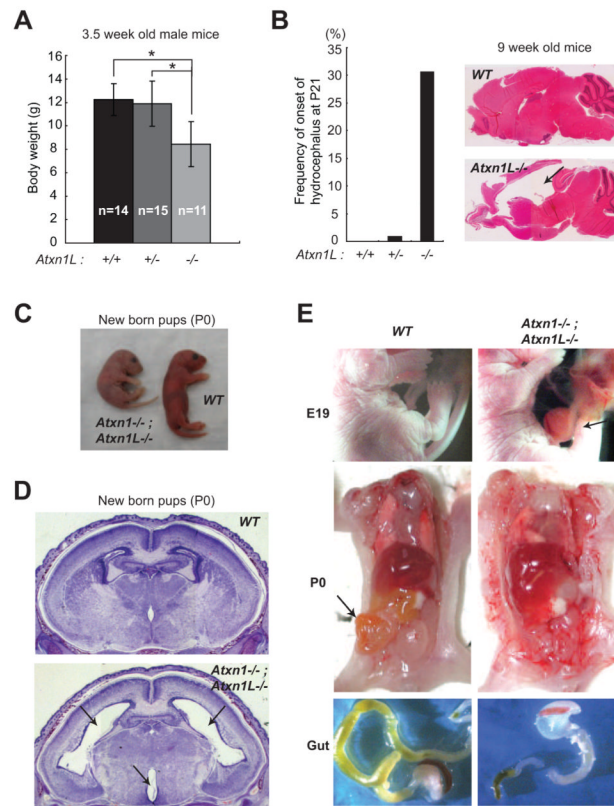 A
3.5 week old male mice
*
*
Body weight (g)
16
14
12
10
8
6
4
2
0
n=14 n=15 n=11
Atxn1L : +/+ +/- -/-
B
(%)
Frequency of onset of
hydrocephalus at P21
35
30
25
20
15
10
5
0
Atxn1L : +/+ +/- -/-
9 week old mice
WT
Atxn1L-/-
C
New born pups (P0)
WT
Atxn1-/- ;
Atxn1L-/-
D
New born pups (P0)
WT
Atxn1-/- ;
Atxn1L-/-
E
WT
Atxn1-/- ;
Atxn1L-/-
E19
P0
Gut